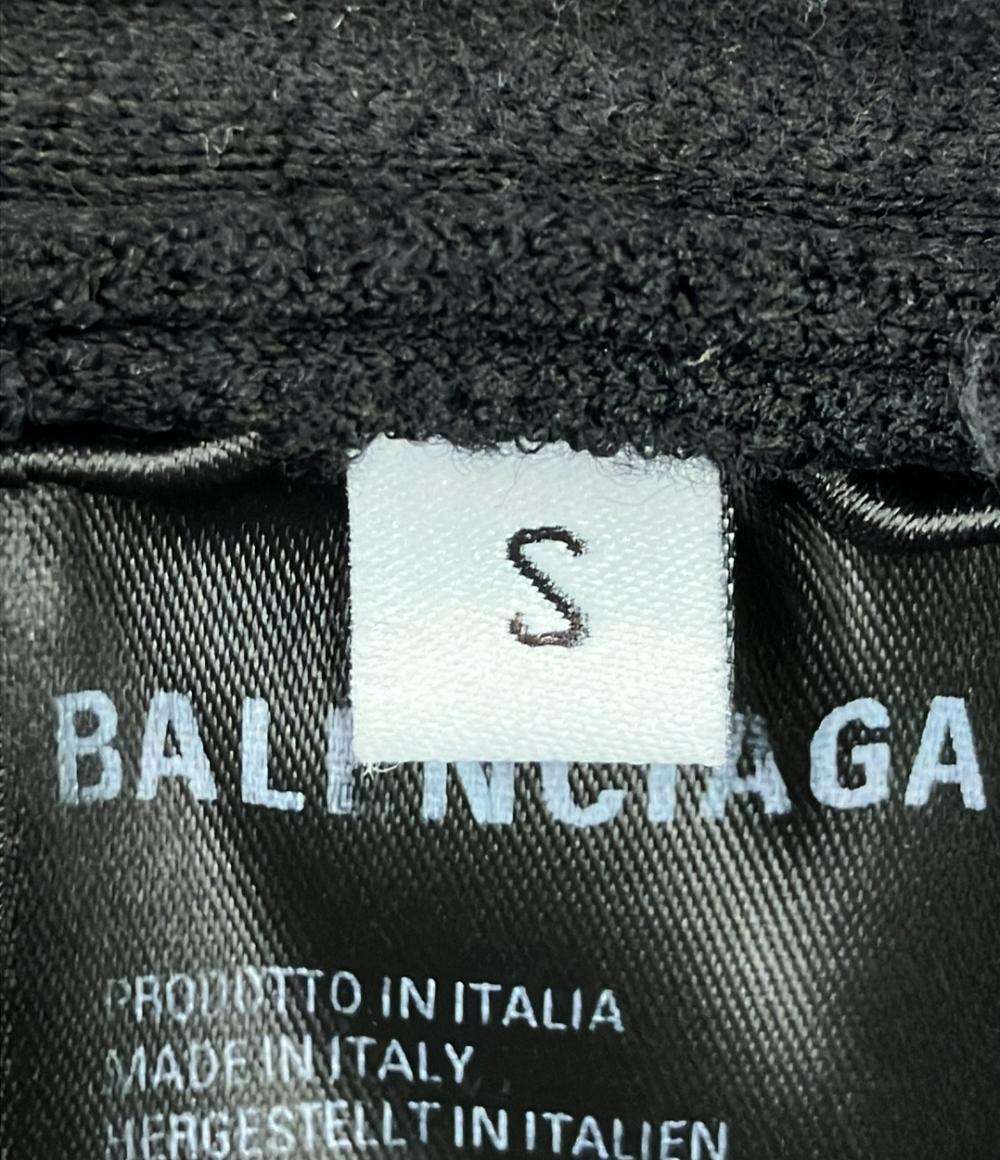 S
BALENCIAGA
PRODOTTO IN ITALIA
MADE IN ITALY
HERGESTELLT IN ITALIEN